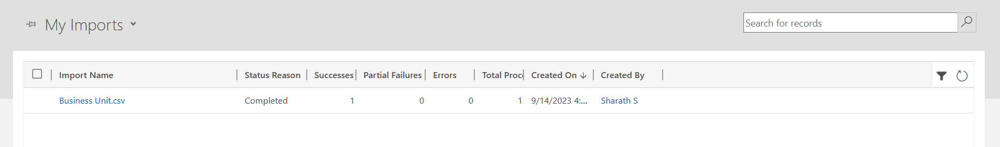 My Imports
Search for records
Import Name Status Reason Successes Partial Failures Errors Total Proc Created On Created By
Business Unit.csv Completed 1 0 0 1 9/14/2023 4:... Sharath S